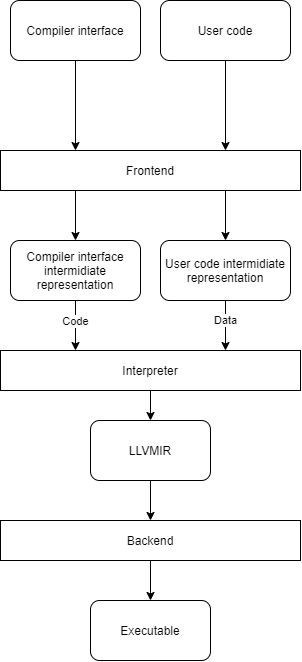 Compiler interface
User code
Frontend
Compiler interface
intermidiate
representation
User code intermidiate
representation
Code
Data
Interpreter
LLVMIR
Backend
Executable